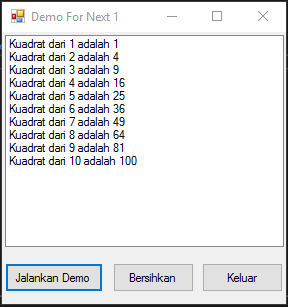 Demo For Next 1
Kuadrat dari 1 adalah 1
Kuadrat dari 2 adalah 4
Kuadrat dari 3 adalah 9
Kuadrat dari 4 adalah 16
Kuadrat dari 5 adalah 25
Kuadrat dari 6 adalah 36
Kuadrat dari 7 adalah 49
Kuadrat dari 8 adalah 64
Kuadrat dari 9 adalah 81
Kuadrat dari 10 adalah 100
Jalankan Demo Bersihkan Keluar